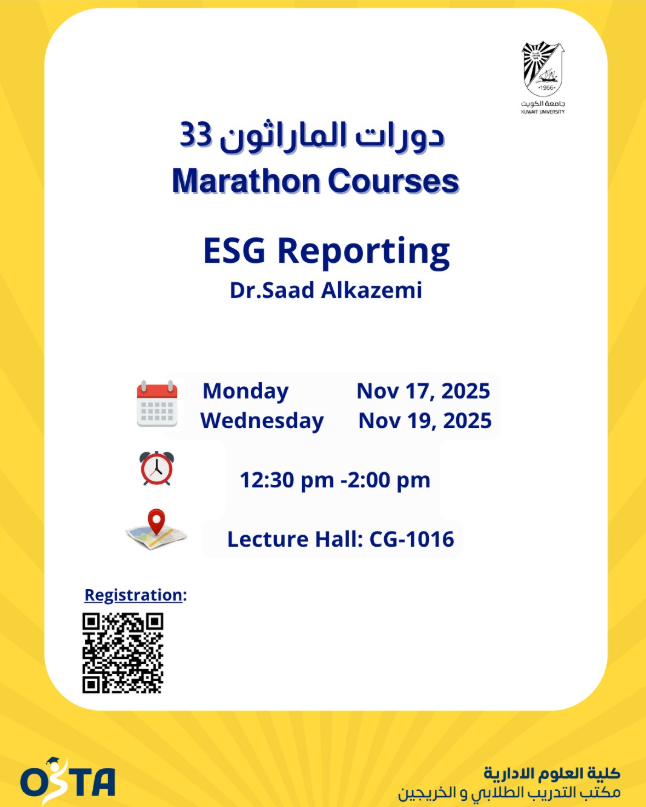 •1966•
جامعة الكويت
KUWAIT UNIVERSITY
دورات الماراثون 33
Marathon Courses
ESG Reporting
Dr.Saad Alkazemi
Monday Nov 17, 2025
Wednesday Nov 19, 2025
12:30 pm -2:00 pm
Lecture Hall: CG-1016
Registration:
OSTA
كلية العلوم الادارية
مكتب التدريب الطلابي و الخريجين